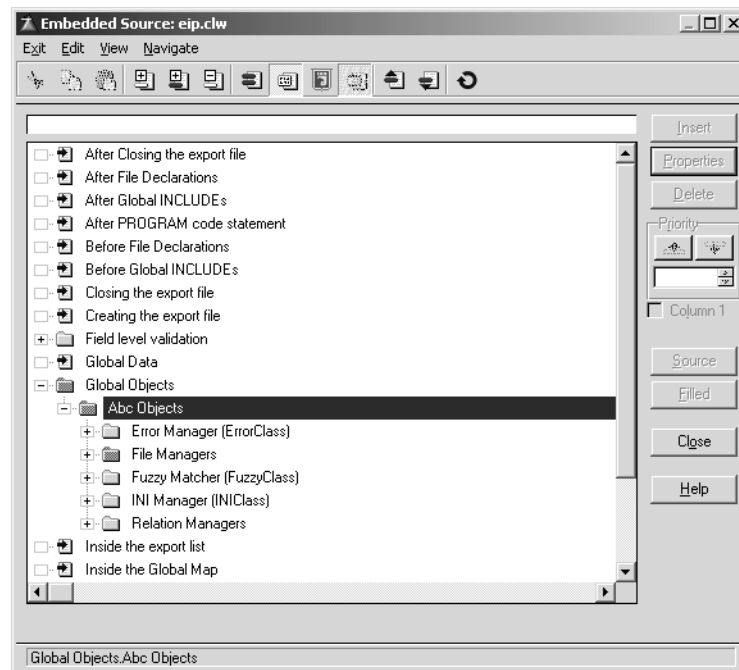 Embedded Source: eip.clw
Exit Edit View Navigate
Insert
After Closing the export file
Properties
After File Declarations
After Global INCLUDEs
Delete
After PROGRAM code statement
Priority
Before File Declarations
Before Global INCLUDEs
Closing the export file
Creating the export file
Column 1
Field level validation
Global Data
Source
Global Objects
Filled
Abc Objects
Error Manager (ErrorClass)
Close
File Managers
Fuzzy Matcher (FuzzyClass)
INI Manager (INIClass)
Help
Relation Managers
Inside the export list
Inside the Global Map
Global Objects.Abc Objects